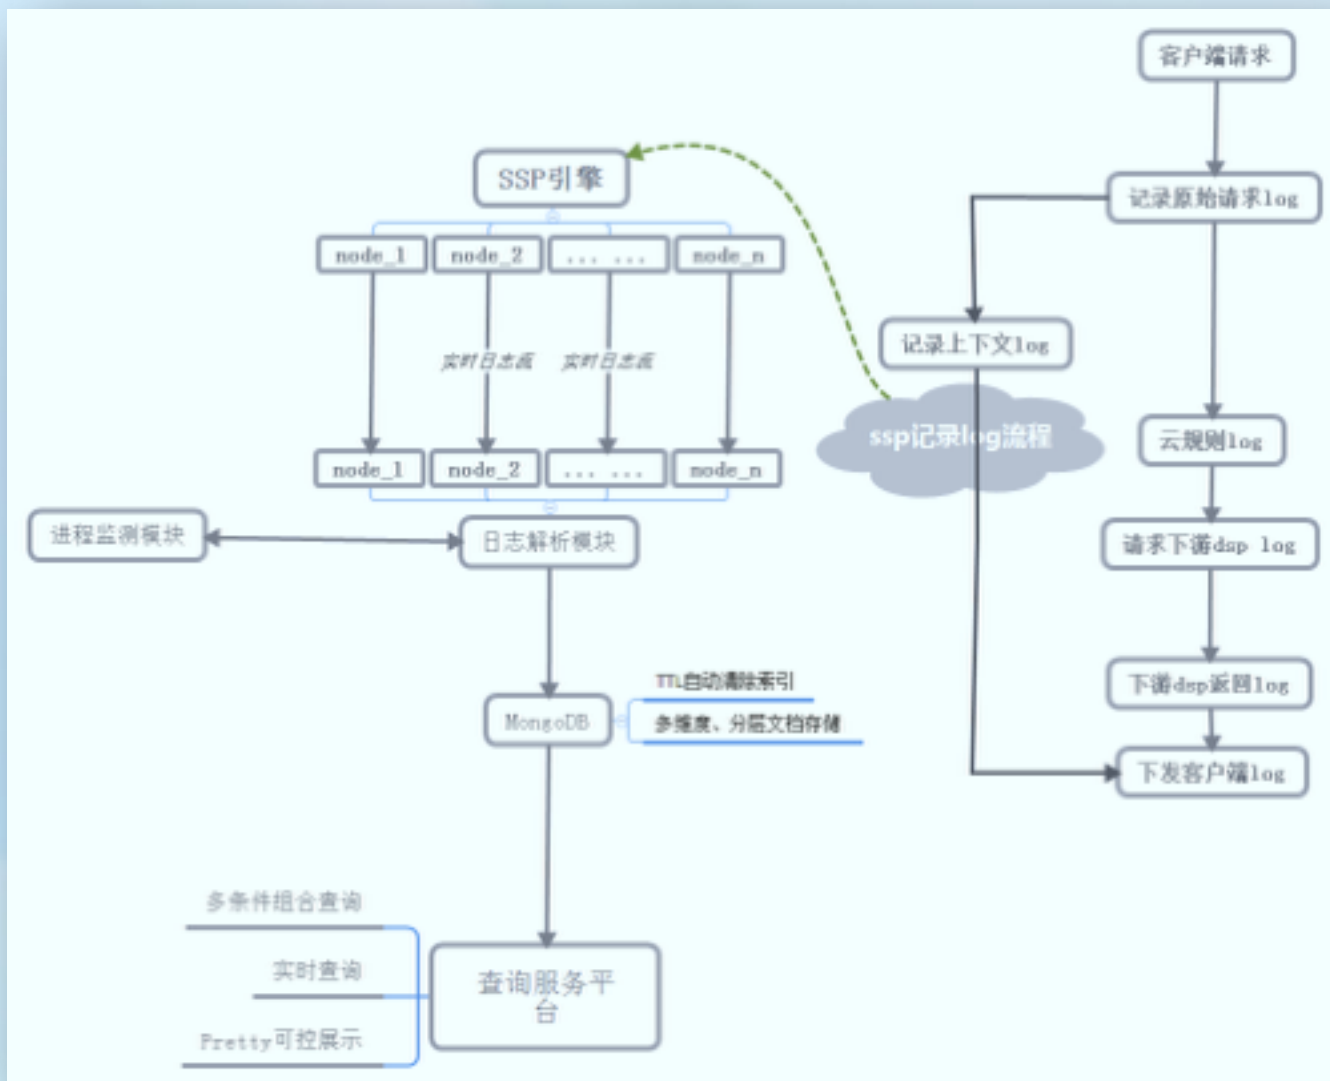 客户端请求
SSP引擎
记录原始请求log
node_1
node_2
... ...
node_n
记录上下文log
实时日志流
实时日志流
ssp记录log流程
云规则log
node_1
node_2
... ...
node_n
进程监测模块
日志解析模块
请求下游dsp log
TTL自动清除索引
下游dsp返回log
MongoDB
多维度、分层文档存储
下发客户端log
多条件组合查询
实时查询
查询服务平
台
Pretty可控展示